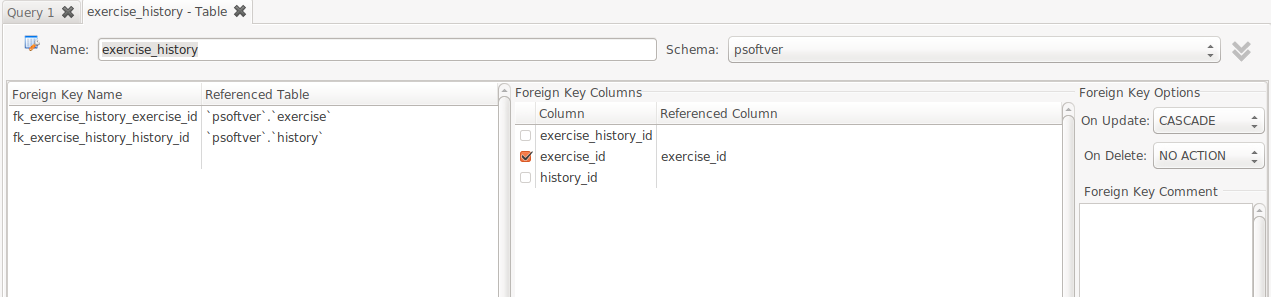 Query 1 exercise_history - Table
Name: exercise_history Schema: psoftver
Foreign Key Name Referenced Table
fk_exercise_history_exercise_id `psoftver`.`exercise`
fk_exercise_history_history_id `psoftver`.`history`
Foreign Key Columns
Column Referenced Column
exercise_history_id
exercise_id exercise_id
history_id
Foreign Key Options
On Update: CASCADE
On Delete: NO ACTION
Foreign Key Comment